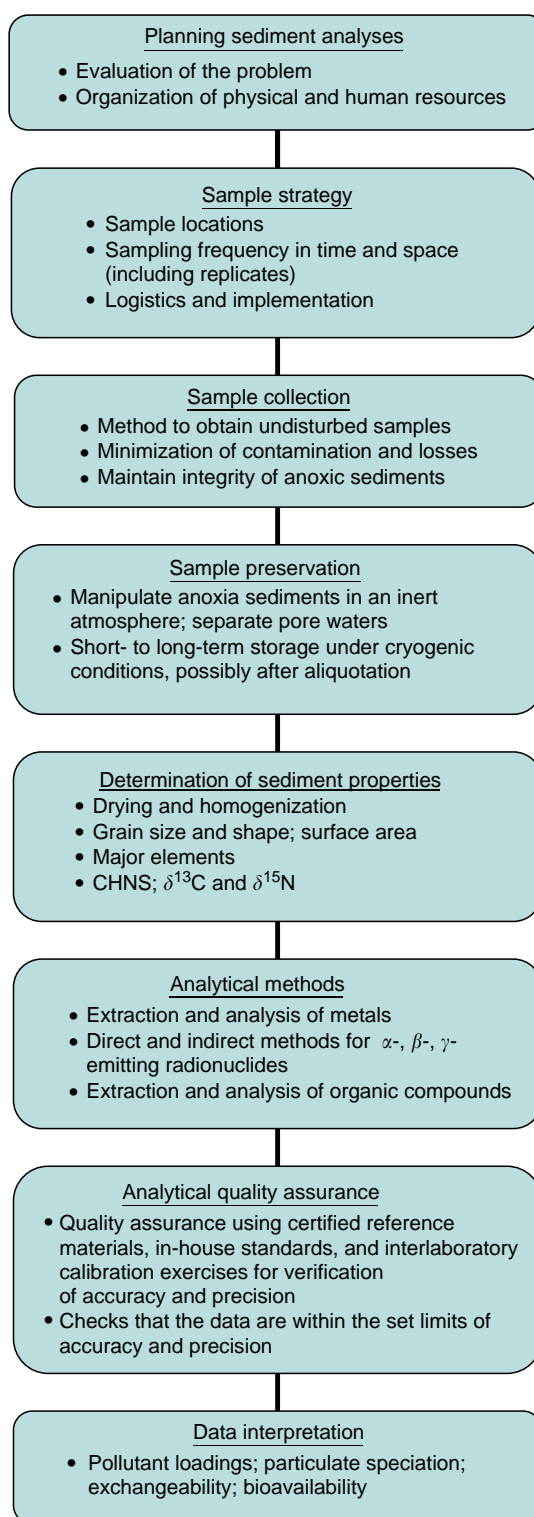 Planning sediment analyses
• Evaluation of the problem
• Organization of physical and human resources
Sample strategy
• Sample locations
• Sampling frequency in time and space
(including replicates)
• Logistics and implementation
Sample collection
• Method to obtain undisturbed samples
• Minimization of contamination and losses
• Maintain integrity of anoxic sediments
Sample preservation
• Manipulate anoxia sediments in an inert
atmosphere; separate pore waters
• Short- to long-term storage under cryogenic
conditions, possibly after aliquotation
Determination of sediment properties
• Drying and homogenization
• Grain size and shape; surface area
• Major elements
• CHNS; δ¹³C and δ¹⁵N
Analytical methods
• Extraction and analysis of metals
• Direct and indirect methods for α-, β-, γ-
emitting radionuclides
• Extraction and analysis of organic compounds
Analytical quality assurance
• Quality assurance using certified reference
materials, in-house standards, and interlaboratory
calibration exercises for verification
of accuracy and precision
• Checks that the data are within the set limits of
accuracy and precision
Data interpretation
• Pollutant loadings; particulate speciation;
exchangeability; bioavailability